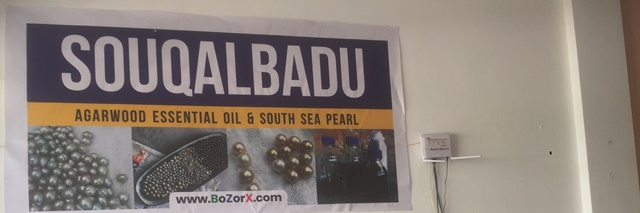 SOUQALBADU
AGARWOOD ESSENTIAL OIL & SOUTH SEA PEARL
www.BoZorX.com